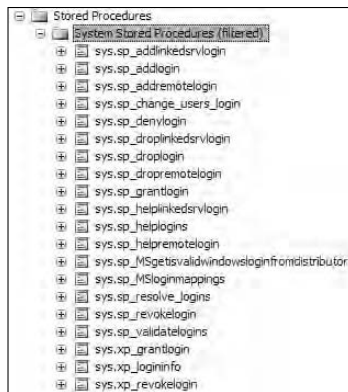 Stored Procedures
System Stored Procedures (filtered)
sys.sp_addlinkedsrvlogin
sys.sp_addlogin
sys.sp_addremotelogin
sys.sp_change_users_login
sys.sp_denylogin
sys.sp_droplinkedsrvlogin
sys.sp_droplogin
sys.sp_dropremotelogin
sys.sp_grantlogin
sys.sp_helplinkedsrvlogin
sys.sp_helplogins
sys.sp_helpremotelogin
sys.sp_MSgetisvalidwindowsloginfromdistributor
sys.sp_MSloginmappings
sys.sp_resolve_logins
sys.sp_revokelogin
sys.sp_validatelogins
sys.xp_grantlogin
sys.xp_logininfo
sys.xp_revokelogin